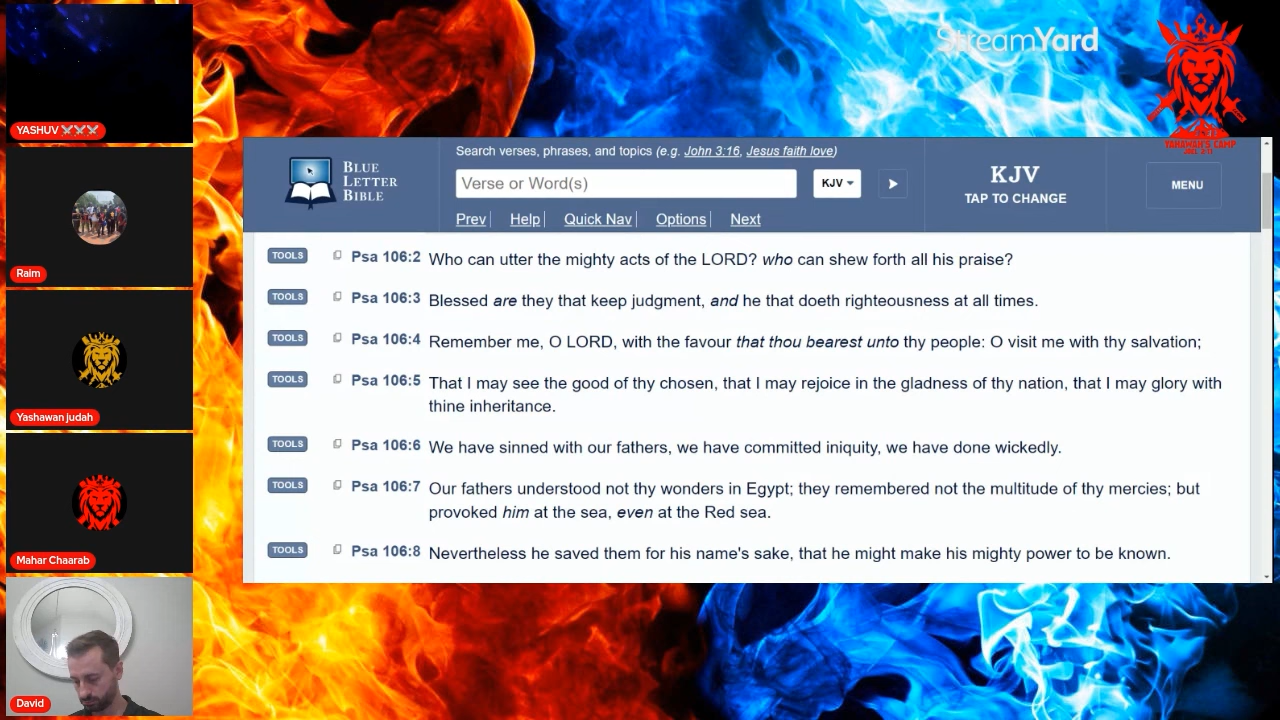 StreamYard
YAHAWAH'S CAMP
YASHUV ⚔⚔⚔
Raim
Yashawan judah
Mahar Chaarab
David
BLUE
LETTER
BIBLE
Search verses, phrases, and topics (e.g. John 3:16, Jesus faith love)
Verse or Word(s)
KJV
Prev| Help| Quick Nav| Options| Next
KJV
TAP TO CHANGE
MENU
TOOLS Psa 106:2 Who can utter the mighty acts of the LORD? who can shew forth all his praise?
TOOLS Psa 106:3 Blessed are they that keep judgment, and he that doeth righteousness at all times.
TOOLS Psa 106:4 Remember me, O LORD, with the favour that thou bearest unto thy people: O visit me with thy salvation;
TOOLS Psa 106:5 That I may see the good of thy chosen, that I may rejoice in the gladness of thy nation, that I may glory with
thine inheritance.
TOOLS Psa 106:6 We have sinned with our fathers, we have committed iniquity, we have done wickedly.
TOOLS Psa 106:7 Our fathers understood not thy wonders in Egypt; they remembered not the multitude of thy mercies; but
provoked him at the sea, even at the Red sea.
TOOLS Psa 106:8 Nevertheless he saved them for his name's sake, that he might make his mighty power to be known.